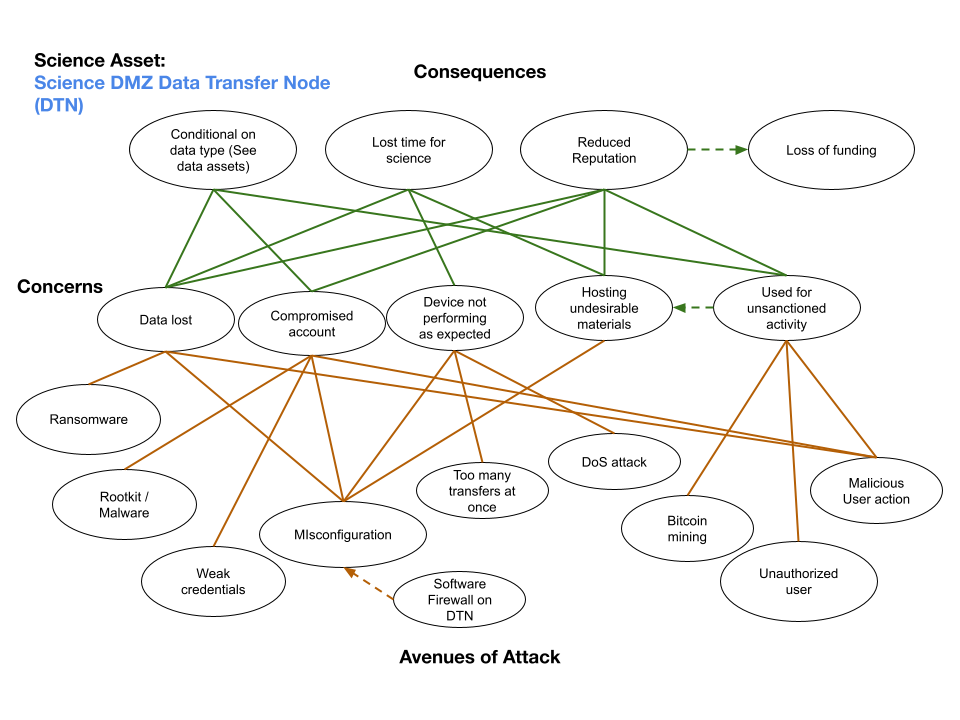 Science Asset:
Science DMZ Data Transfer Node
(DTN)
Consequences
Conditional on
data type (See
data assets)
Lost time for
science
Reduced
Reputation
Loss of funding
Concerns
Data lost
Compromised
account
Device not
performing
as expected
Hosting
undesirable
materials
Used for
unsanctioned
activity
Ransomware
Rootkit /
Malware
Weak
credentials
MIsconfiguration
Software
Firewall on
DTN
Too many
transfers at
once
DoS attack
Bitcoin
mining
Unauthorized
user
Malicious
User action
Avenues of Attack